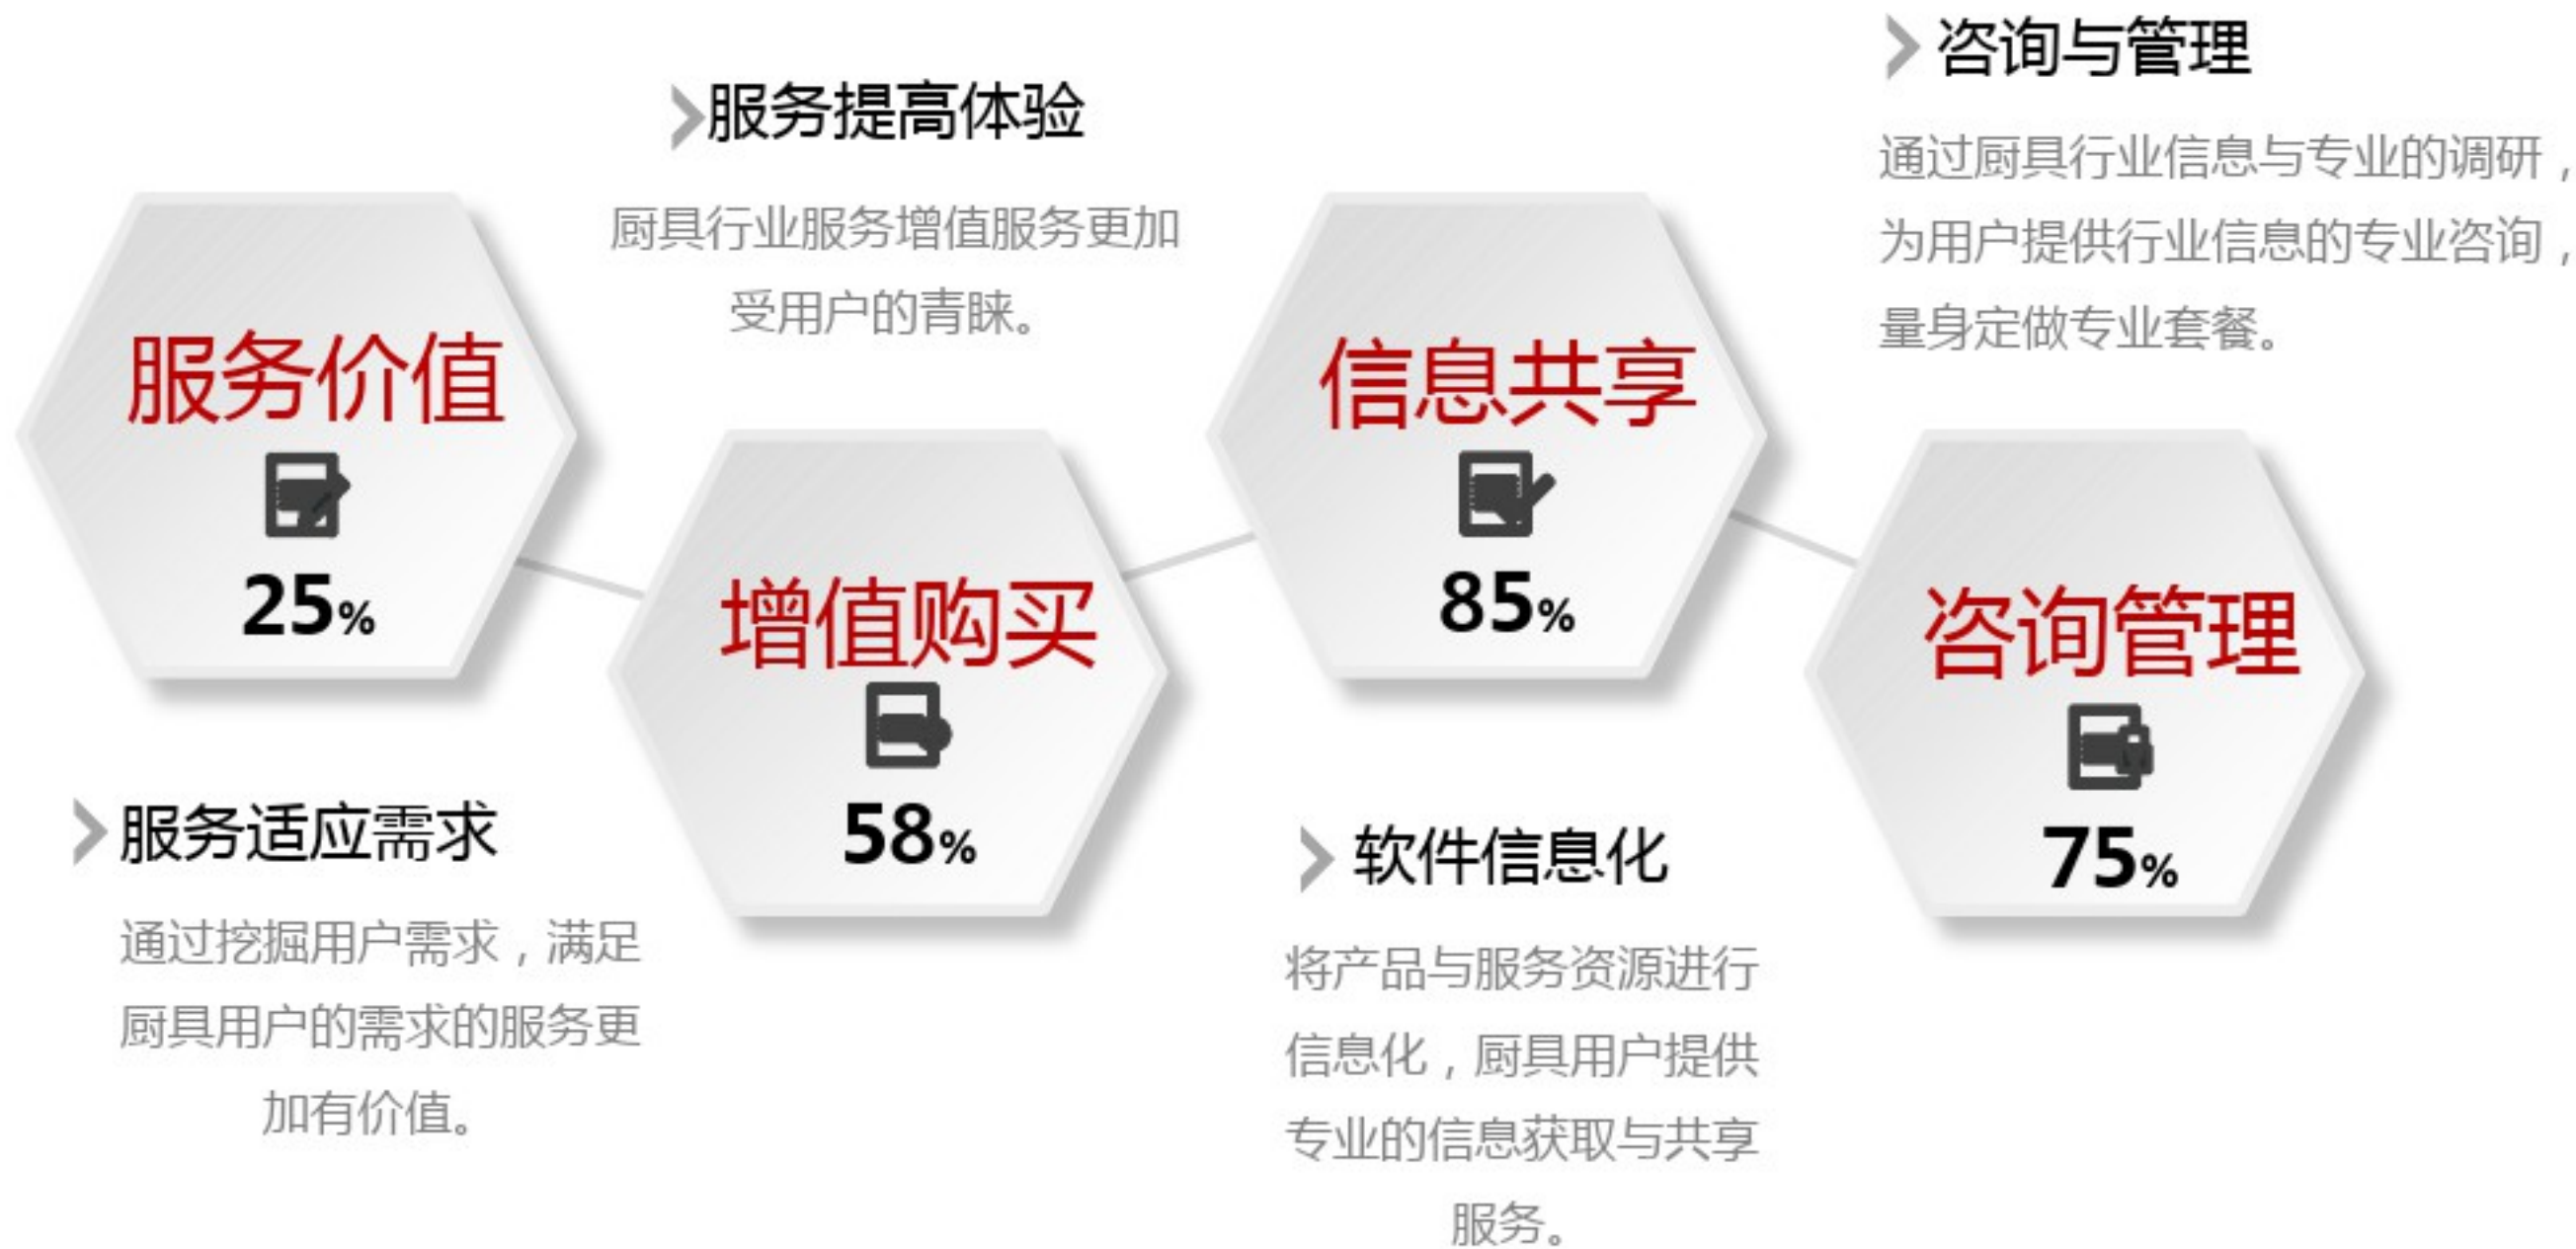 服务价值
25%
服务适应需求
通过挖掘用户需求，满足
厨具用户的需求的服务更
加有价值。
服务提高体验
厨具行业服务增值服务更加
受用户的青睐。
增值购买
58%
信息共享
85%
软件信息化
将产品与服务资源进行
信息化，厨具用户提供
专业的信息获取与共享
服务。
咨询与管理
通过厨具行业信息与专业的调研，
为用户提供行业信息的专业咨询，
量身定做专业套餐。
咨询管理
75%